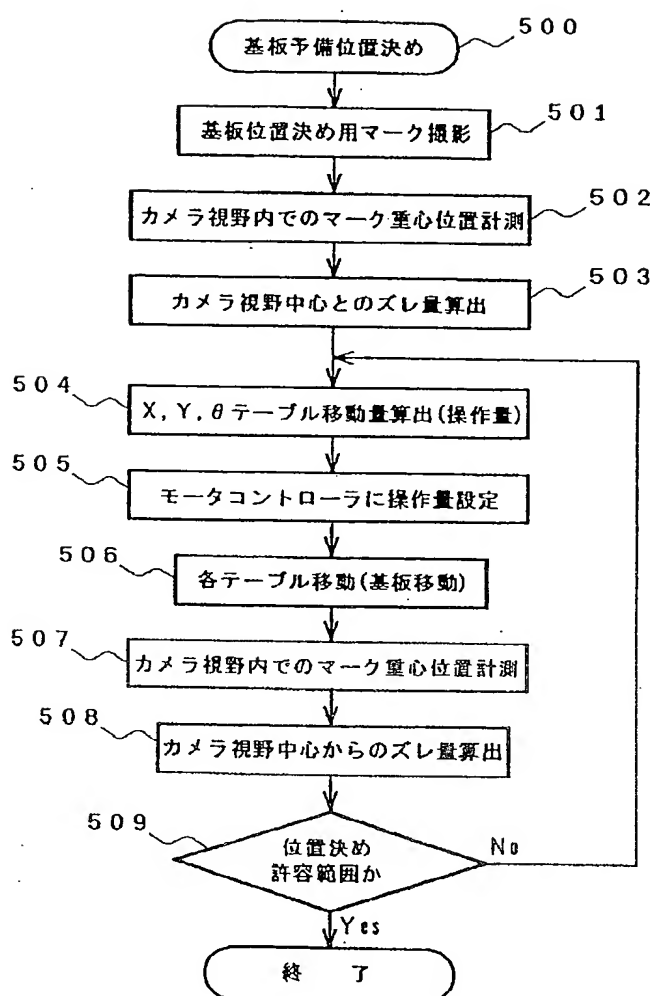 基板予備位置決め
500
基板位置決め用マーク撮影
501
カメラ視野内でのマーク重心位置計測
502
カメラ視野中心とのズレ量算出
503
504
X,Y,θテーブル移動量算出(操作量)
505
モータコントローラに操作量設定
506
各テーブル移動(基板移動)
507
カメラ視野内でのマーク重心位置計測
508
カメラ視野中心からのズレ量算出
509
位置決め
許容範囲か
No
Yes
終 了